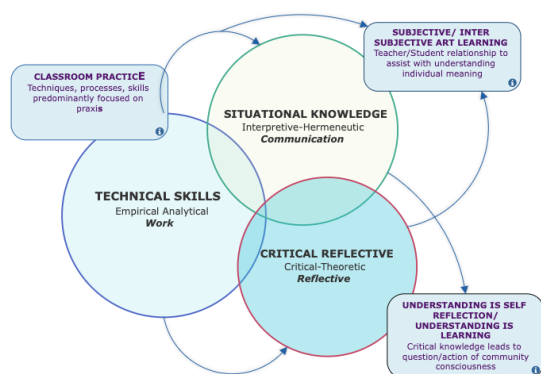 CLASSROOM PRACTICE
Techniques, processes, skills
predominantly focused on
praxis
SUBJECTIVE/ INTER
SUBJECTIVE ART LEARNING
Teacher/Student relationship to
assist with understanding
individual meaning
SITUATIONAL KNOWLEDGE
Interpretive-Hermeneutic
Communication
TECHNICAL SKILLS
Empirical Analytical
Work
CRITICAL REFLECTIVE
Critical-Theoretic
Reflective
UNDERSTANDING IS SELF
REFLECTION/
UNDERSTANDING IS
LEARNING
Critical knowledge leads to
question/action of community
consciousness